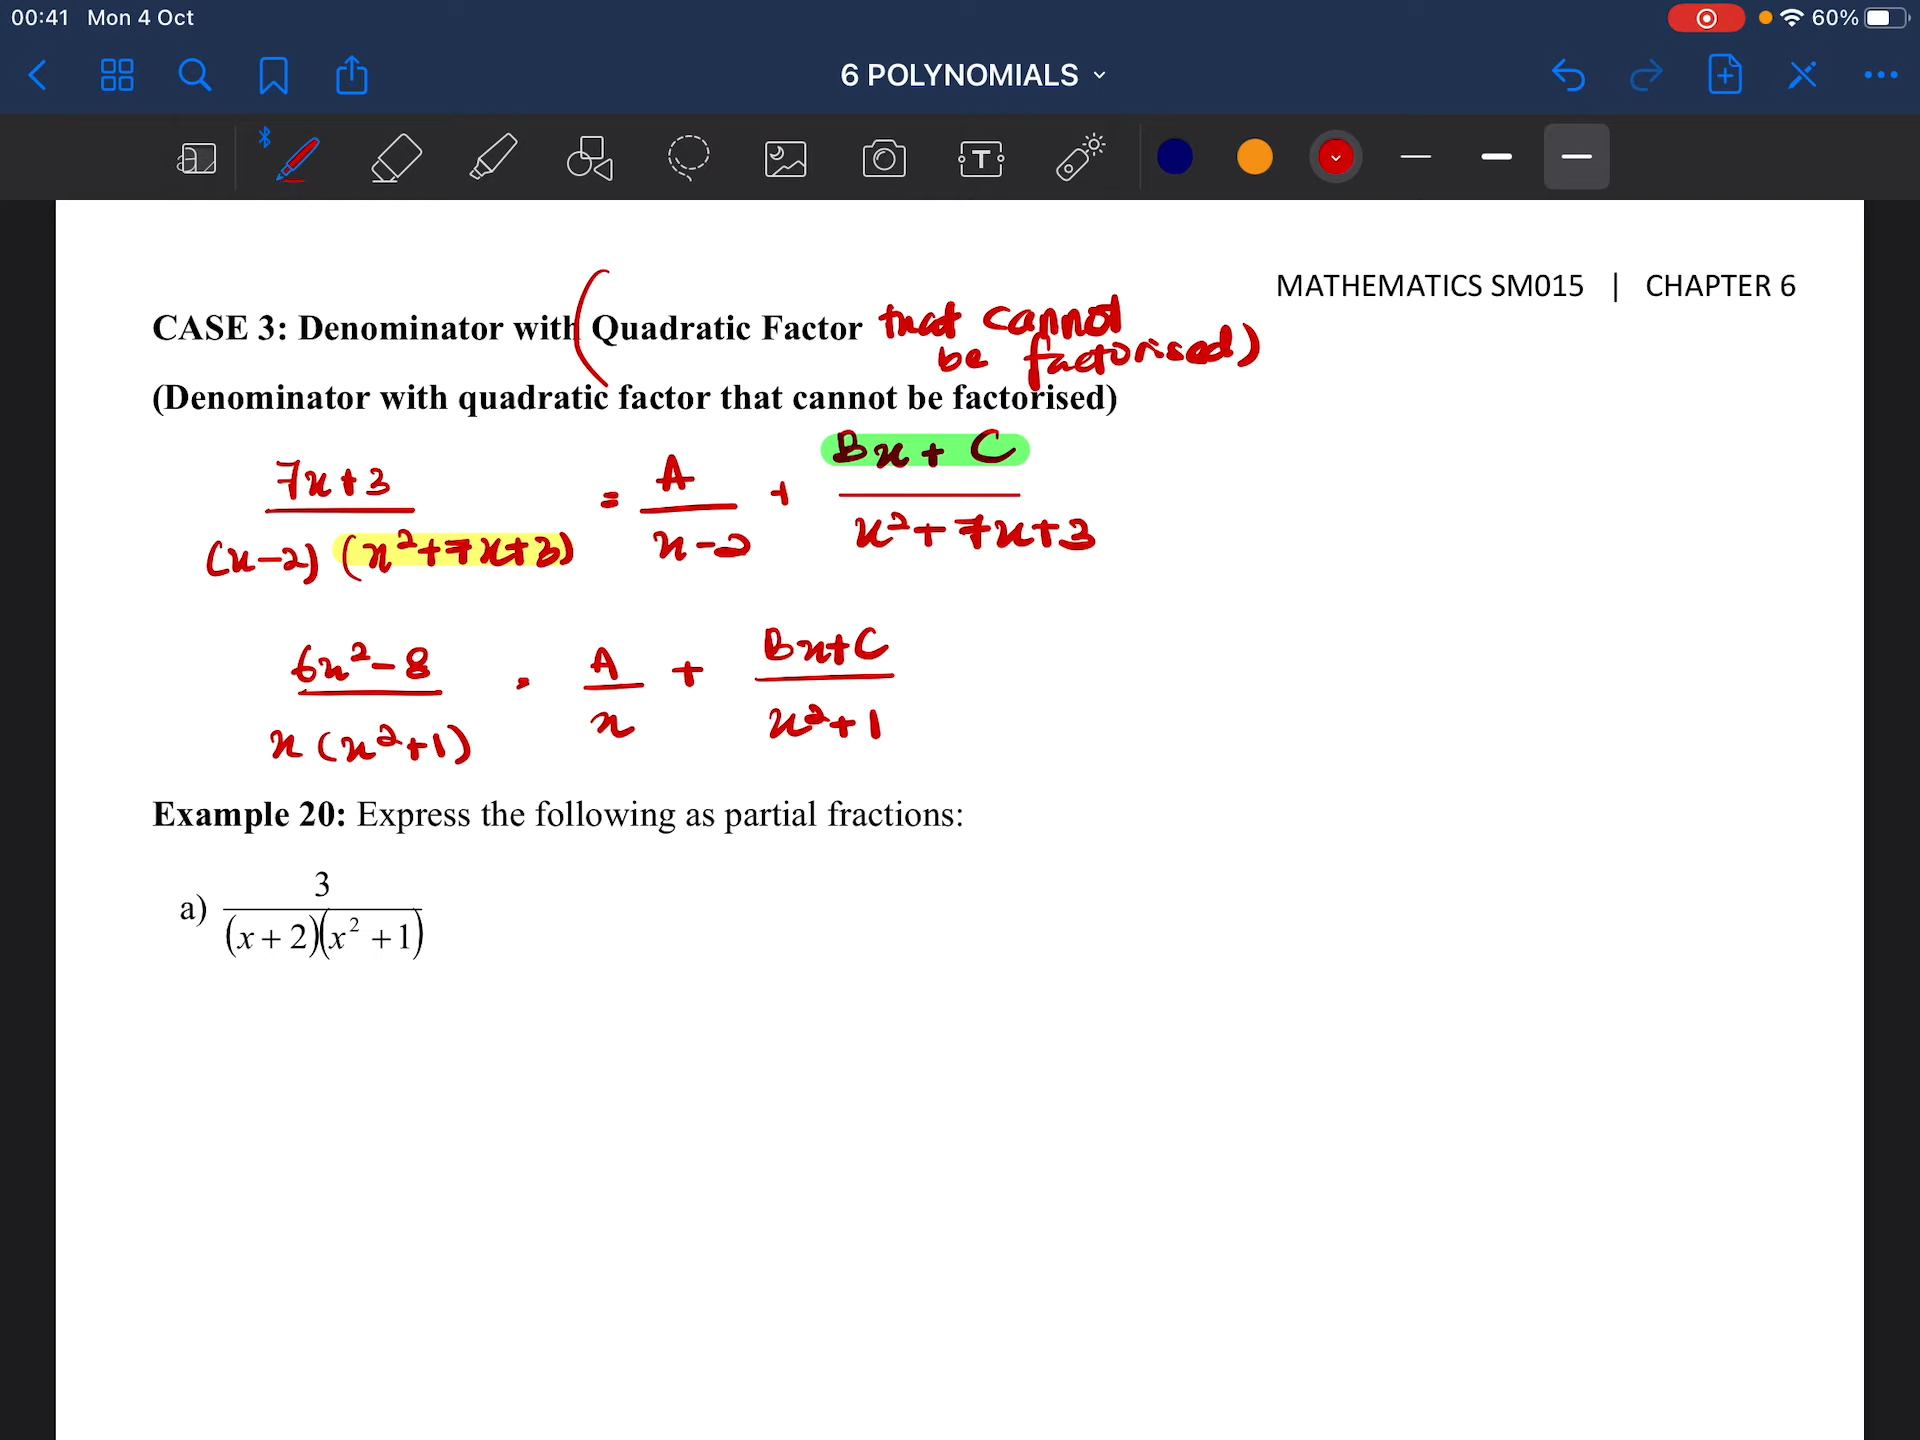 00:41 Mon 4 Oct
60%
6 POLYNOMIALS
MATHEMATICS SM015 | CHAPTER 6
CASE 3: Denominator with (Quadratic Factor that cannot
be factorised)
(Denominator with quadratic factor that cannot be factorised)
7x+3 / (x-2)(x²+7x+3) = A / x-2 + Bx + C / x²+7x+3
6x²-8 / x(x²+1) = A / x + Bx+C / x²+1
Example 20: Express the following as partial fractions:
a) 3 / (x+2)(x²+1)